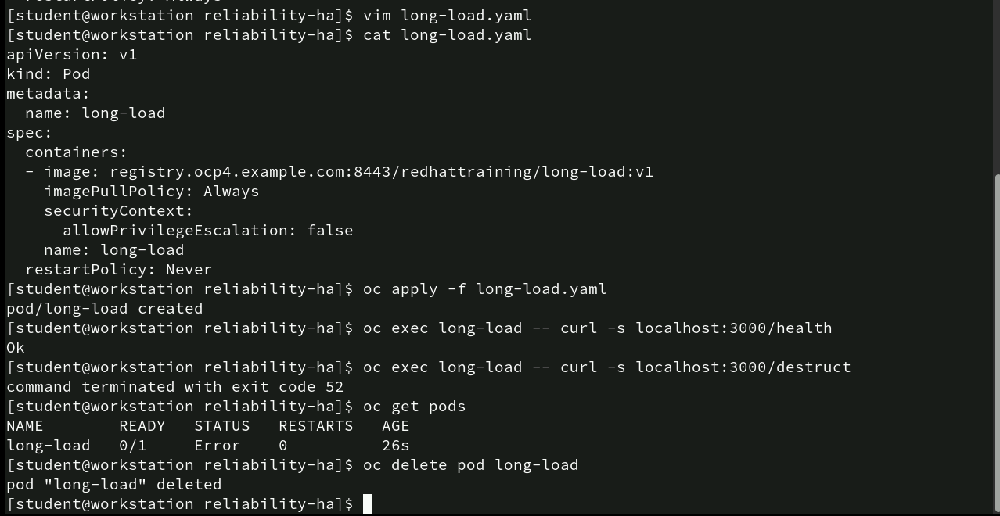 [student@workstation reliability-ha]$ vim long-load.yaml
[student@workstation reliability-ha]$ cat long-load.yaml
apiVersion: v1
kind: Pod
metadata:
  name: long-load
spec:
  containers:
  - image: registry.ocp4.example.com:8443/redhattraining/long-load:v1
    imagePullPolicy: Always
    securityContext:
      allowPrivilegeEscalation: false
    name: long-load
  restartPolicy: Never
[student@workstation reliability-ha]$ oc apply -f long-load.yaml
pod/long-load created
[student@workstation reliability-ha]$ oc exec long-load -- curl -s localhost:3000/health
Ok
[student@workstation reliability-ha]$ oc exec long-load -- curl -s localhost:3000/destruct
command terminated with exit code 52
[student@workstation reliability-ha]$ oc get pods
NAME        READY   STATUS   RESTARTS   AGE
long-load   0/1     Error    0          26s
[student@workstation reliability-ha]$ oc delete pod long-load
pod "long-load" deleted
[student@workstation reliability-ha]$